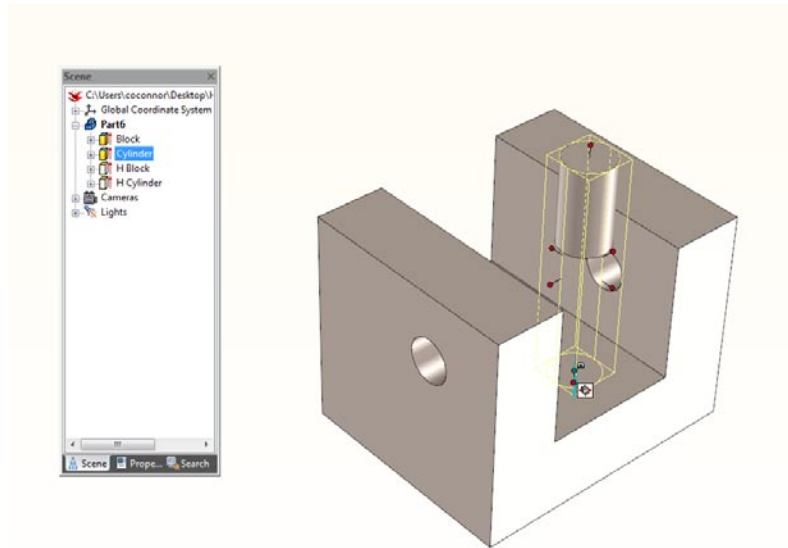 Scene
C:\Users\coconnor\Desktop\H
Global Coordinate System
Part6
Block
Cylinder
H Block
H Cylinder
Cameras
Lights
Scene Prope... Search